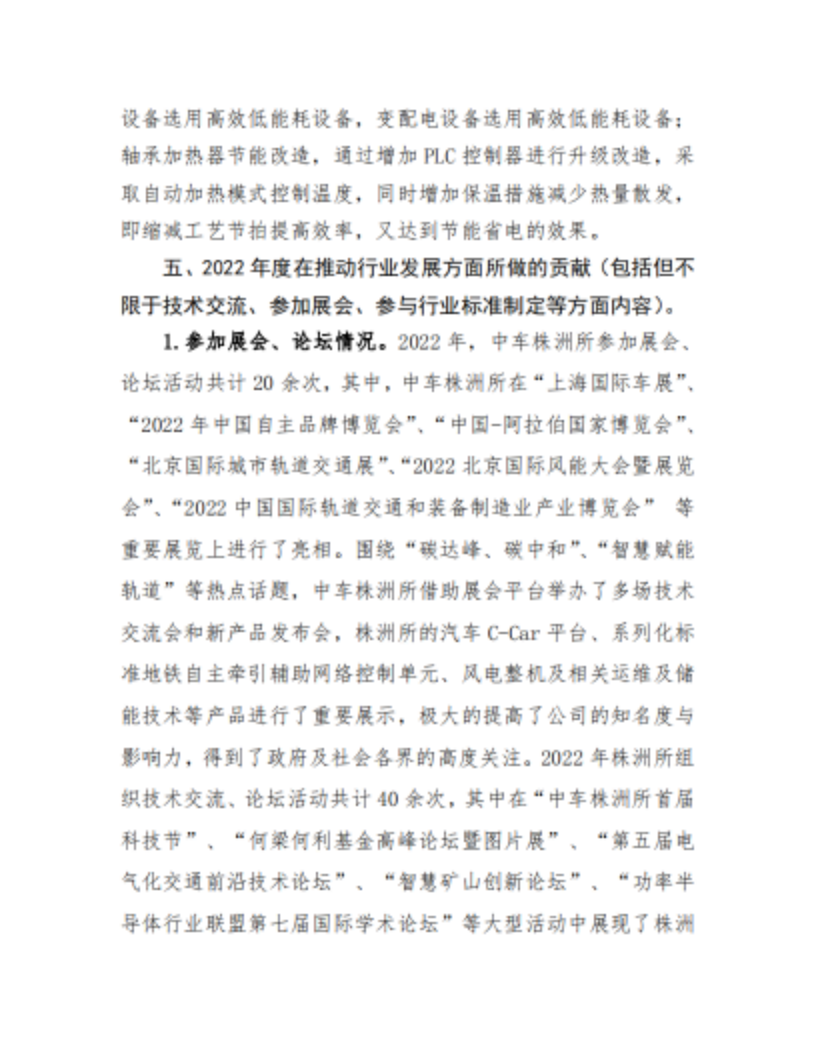 设备选用高效低能耗设备，变配电设备选用高效低能耗设备；
轴承加热器节能改造，通过增加 PLC 控制器进行升级改造，采
取自动加热模式控制温度，同时增加保温措施减少热量散发，
即缩减工艺节拍提高效率，又达到节能省电的效果。
五、2022 年度在推动行业发展方面所做的贡献（包括但不
限于技术交流、参加展会、参与行业标准制定等方面内容）。
1.参加展会、论坛情况。2022 年，中车株洲所参加展会、
论坛活动共计 20 余次，其中，中车株洲所在“上海国际车展”、
“2022 年中国自主品牌博览会”、“中国-阿拉伯国家博览会”、
“北京国际城市轨道交通展”、“2022 北京国际风能大会暨展览
会”、“2022 中国国际轨道交通和装备制造业产业博览会” 等
重要展览上进行了亮相。围绕“碳达峰、碳中和”、“智慧赋能
轨道”等热点话题，中车株洲所借助展会平台举办了多场技术
交流会和新产品发布会，株洲所的汽车 C-Car 平台、系列化标
准地铁自主牵引辅助网络控制单元、风电整机及相关运维及储
能技术等产品进行了重要展示，极大的提高了公司的知名度与
影响力，得到了政府及社会各界的高度关注。2022 年株洲所组
织技术交流、论坛活动共计 40 余次，其中在“中车株洲所首届
科技节”、“何梁何利基金高峰论坛暨图片展”、“第五届电
气化交通前沿技术论坛”、“智慧矿山创新论坛”、“功率半
导体行业联盟第七届国际学术论坛”等大型活动中展现了株洲